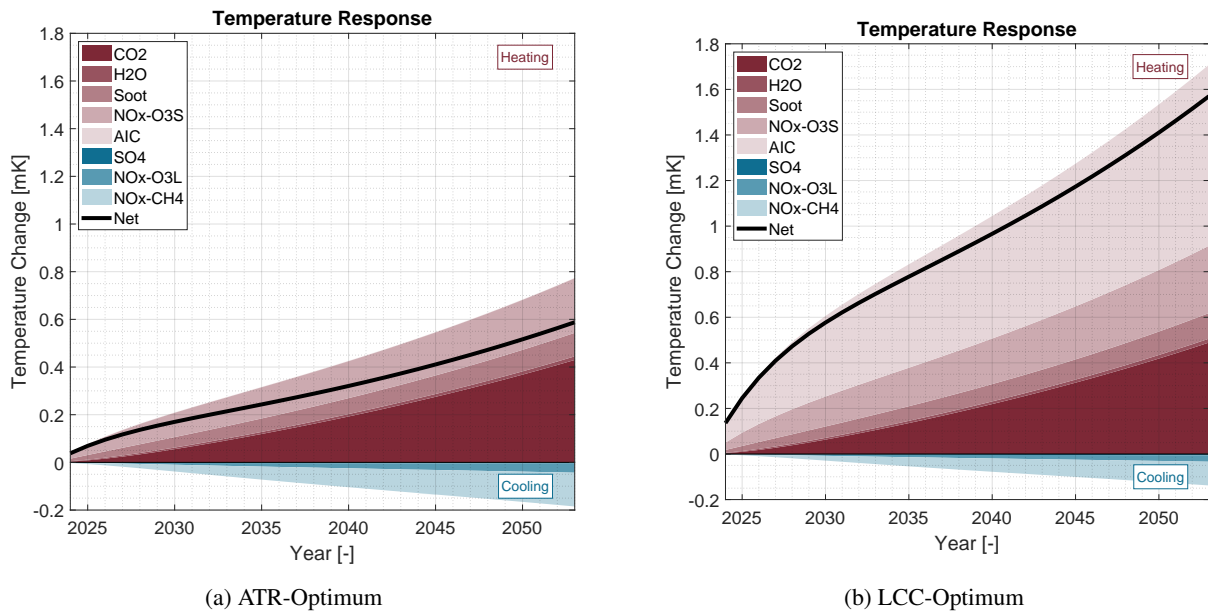 Temperature Response
1.8
1.6
1.4
1.2
1
0.8
0.6
0.4
0.2
0
-0.2
Temperature Change [mK]
CO2
H2O
Soot
NOx-O3S
AIC
SO4
NOx-O3L
NOx-CH4
Net
Heating
Cooling
2025 2030 2035 2040 2045 2050
Year [-]
(a) ATR-Optimum
Temperature Response
1.8
1.6
1.4
1.2
1
0.8
0.6
0.4
0.2
0
-0.2
Temperature Change [mK]
CO2
H2O
Soot
NOx-O3S
AIC
SO4
NOx-O3L
NOx-CH4
Net
Heating
Cooling
2025 2030 2035 2040 2045 2050
Year [-]
(b) LCC-Optimum